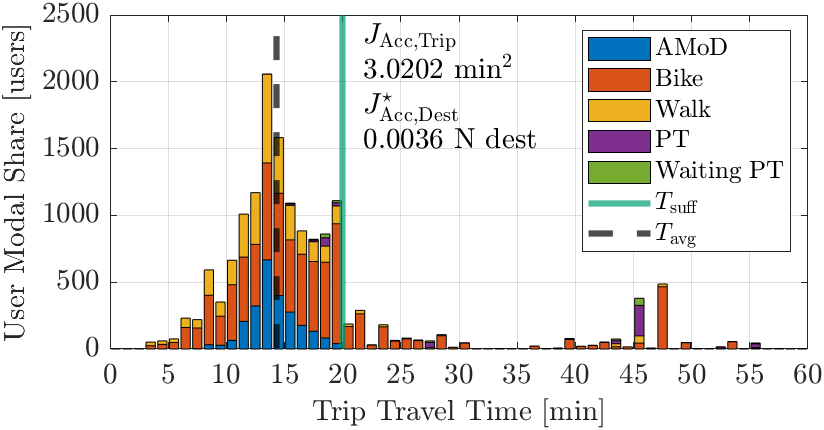 2500
2000
1500
1000
500
0
User Modal Share [users]
J_Acc,Trip
3.0202 min²
J*_Acc,Dest
0.0036 N dest
AMoD
Bike
Walk
PT
Waiting PT
T_suff
T_avg
0 5 10 15 20 25 30 35 40 45 50 55 60
Trip Travel Time [min]